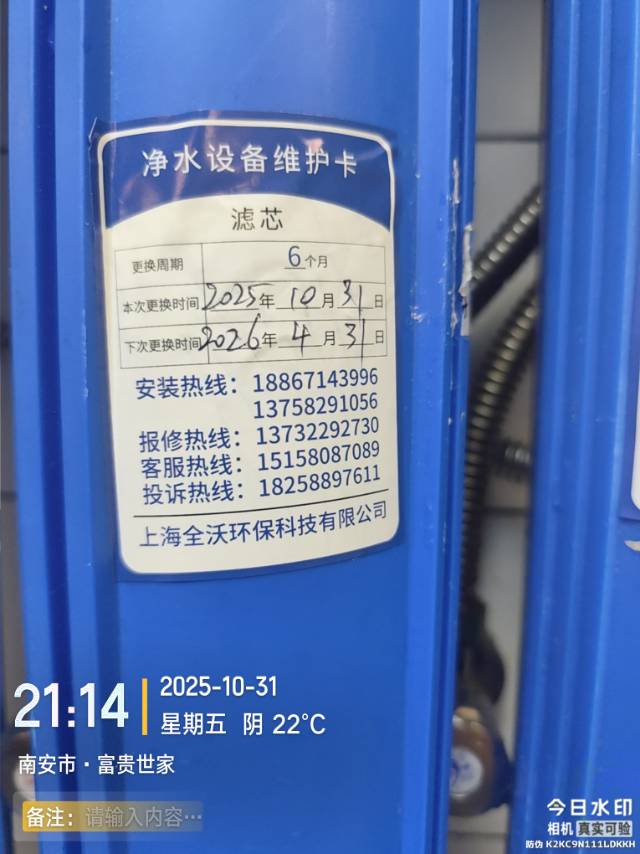 净水设备维护卡
滤芯
更换周期 6个月
本次更换时间 2025年 10月 31日
下次更换时间 2026年 4月 31日
安装热线：18867143996
13758291056
报修热线：13732292730
客服热线：15158087089
投诉热线：18258897611
上海全沃环保科技有限公司
21:14
2025-10-31
星期五 阴 22°C
南安市·富贵世家
备注：请输入内容…
今日水印
相机 真实可验
防伪 K2KC9N111LDKKH